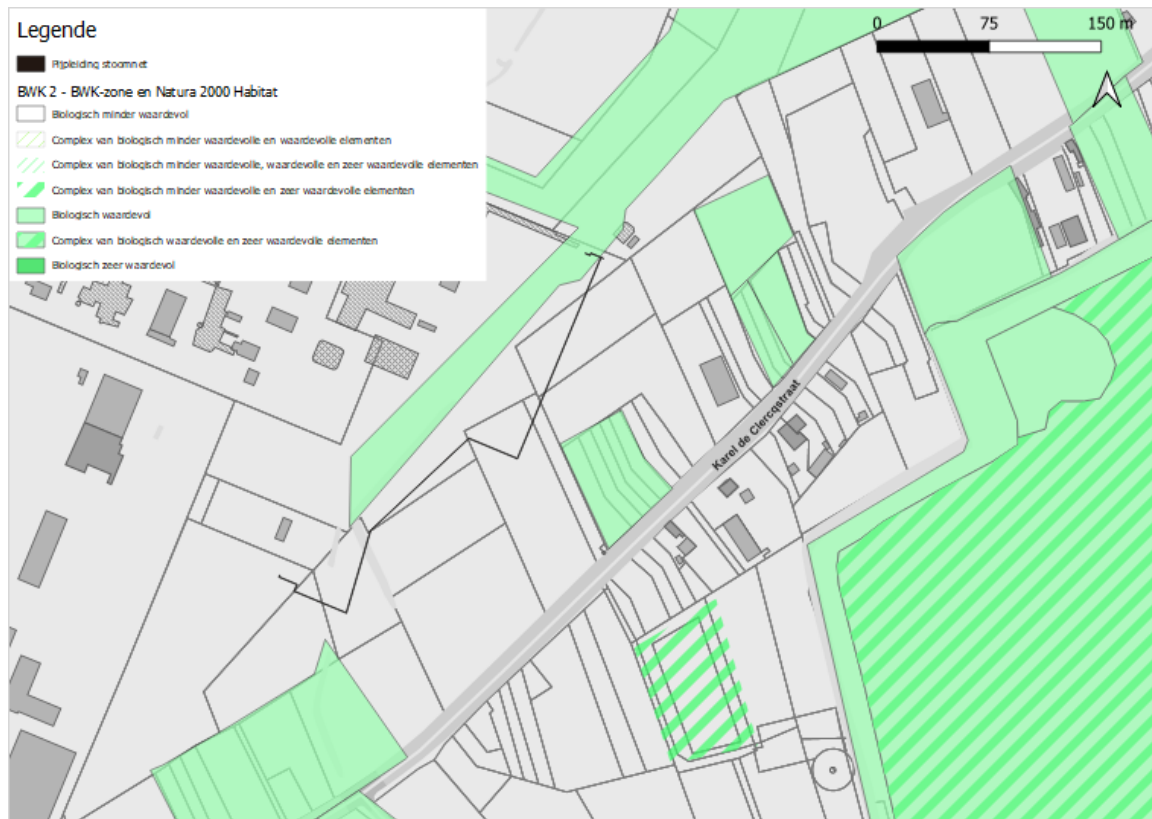 Legende
Pijpleiding stoomnet
BWK 2 - BWK-zone en Natura 2000 Habitat
Biologisch minder waardevol
Complex van biologisch minder waardevolle en waardevolle elementen
Complex van biologisch minder waardevolle, waardevolle en zeer waardevolle elementen
Complex van biologisch minder waardevolle en zeer waardevolle elementen
Biologisch waardevol
Complex van biologisch waardevolle en zeer waardevolle elementen
Biologisch zeer waardevol
0 75 150 m
Karel de Clercqstraat